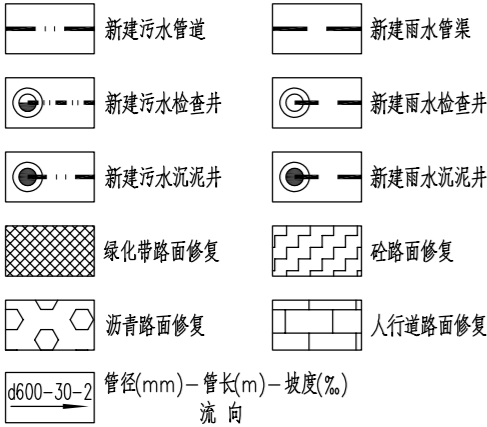 新建污水管道 新建雨水管渠
新建污水检查井 新建雨水检查井
新建污水沉泥井 新建雨水沉泥井
绿化带路面修复 砼路面修复
沥青路面修复 人行道路面修复
d600-30-2 管径(mm)-管长(m)-坡度(‰)
流 向